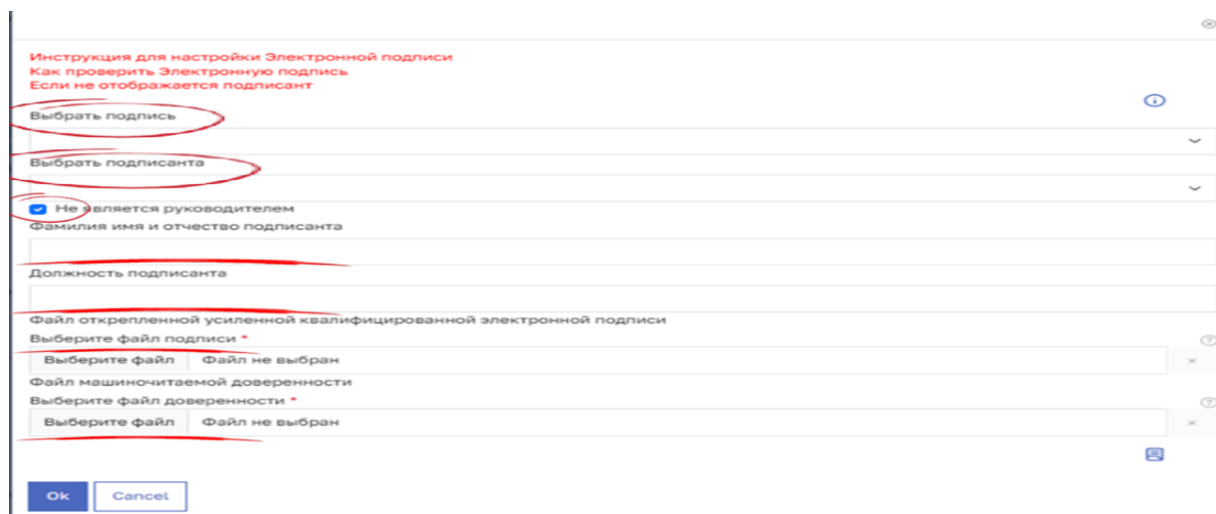 Инструкция для настройки Электронной подписи
Как проверить Электронную подпись
Если не отображается подписант
Выбрать подпись
Выбрать подписанта
Не является руководителем
Фамилия имя и отчество подписанта
Должность подписанта
Файл открепленной усиленной квалифицированной электронной подписи
Выберите файл подписи *
Выберите файл Файл не выбран
Файл машиночитаемой доверенности
Выберите файл доверенности *
Выберите файл Файл не выбран
Ok Cancel